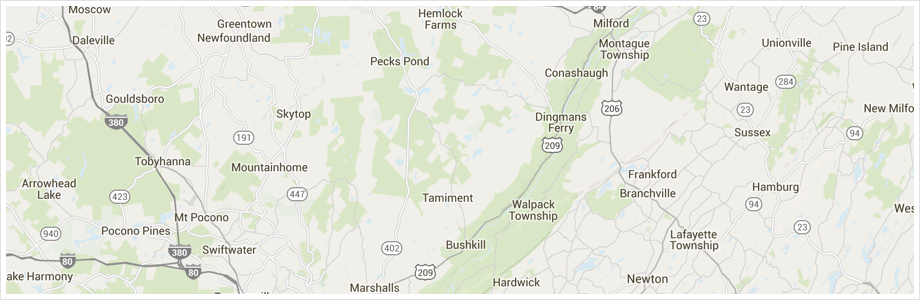 Moscow
Daleville
Greentown
Newfoundland
Hemlock
Farms
Milford
84
23
Montague
Township
Unionville
Pine Island
Pecks Pond
Conashaugh
Wantage
284
Gouldsboro
380
Skytop
Dingmans
Ferry
206
23
New Milfo
191
209
Sussex
94
Tobyhanna
Mountainhome
Frankford
Branchville
Hamburg
Arrowhead
Lake
423
447
Tamiment
Walpack
Township
94
Wes
Mt Pocono
940
Pocono Pines
23
380
Swiftwater
402
Bushkill
Lafayette
Township
80
80
ake Harmony
209
Marshalls
Hardwick
Newton